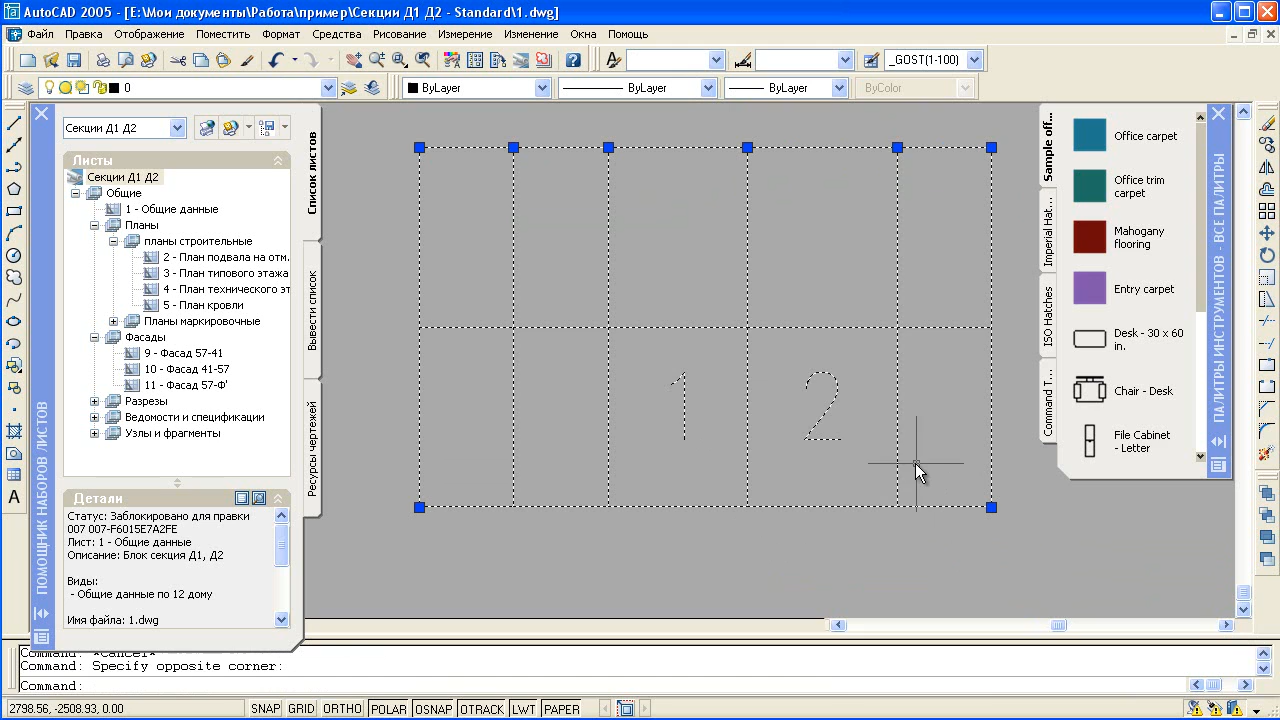 AutoCAD 2005 - [E:\Мои документы\Работа\пример\Секции Д1 Д2 - Standard\1.dwg]
Файл Правка Отображение Поместить Формат Средства Рисование Измерение Окна Помощь
_GOST(1-100)
0 ByLayer ByLayer ByLayer ByColor
Секции Д1 Д2
Листы
Секции Д1 Д2
Общие
1 - Общие данные
Планы
планы строительные
2 - План подвала на отм.
3 - План типового этажа
4 - План технического эт
5 - План кровли
Планы маркировочные
Фасады
9 - Фасад 57-41
10 - Фасад 41-57
11 - Фасад 57-Ф'
Разрезы
Ведомости и спецификации
Узлы и фрагменты
Детали
Статус: Заблокировано для правки
007 007-F6015E7A2FE
Лист: 1 - Общие данные
Описание: Блок секция Д1, Д2
Виды:
- Общие данные по 12 дому
Имя файла: 1.dwg
ПОМОЩНИК НАБОРОВ ЛИСТОВ
Список листов
Вывести список
Ресурсы чертежей
1 2
Sample off...
Imperial Hat...
ISO Hatches
Command T...
Office carpet
Office trim
carpet
Mahogany
flooring
Entry carpet
Desk - 30 x 60
in.
Chair - Desk
File Cabinet
- Letter
ПАЛИТРЫ ИНСТРУМЕНТОВ - ВСЕ ПАЛИТРЫ
Command: *Cancel*
Command: Specify opposite corner:
Command:
2798.56, -2508.93, 0.00 SNAP GRID ORTHO POLAR OSNAP OTRACK LWT PAPER